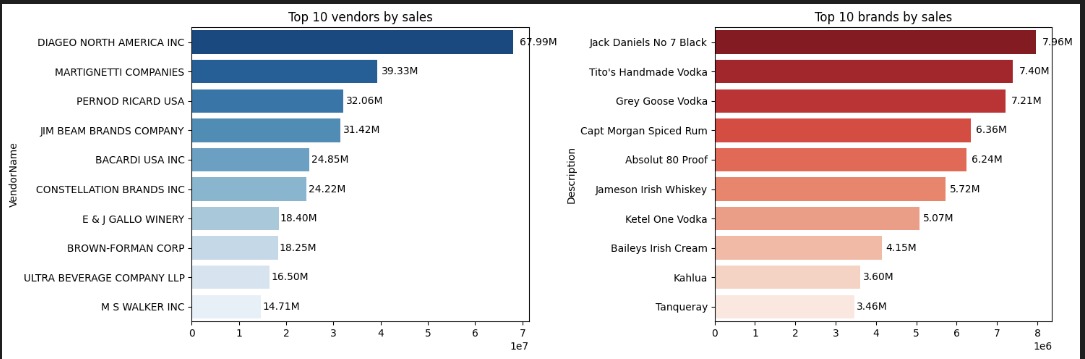 Top 10 vendors by sales
VendorName
DIAGEO NORTH AMERICA INC 67.99M
MARTIGNETTI COMPANIES 39.33M
PERNOD RICARD USA 32.06M
JIM BEAM BRANDS COMPANY 31.42M
BACARDI USA INC 24.85M
CONSTELLATION BRANDS INC 24.22M
E & J GALLO WINERY 18.40M
BROWN-FORMAN CORP 18.25M
ULTRA BEVERAGE COMPANY LLP 16.50M
M S WALKER INC 14.71M
0 1 2 3 4 5 6 7
1e7
Top 10 brands by sales
Description
Jack Daniels No 7 Black 7.96M
Tito's Handmade Vodka 7.40M
Grey Goose Vodka 7.21M
Capt Morgan Spiced Rum 6.36M
Absolut 80 Proof 6.24M
Jameson Irish Whiskey 5.72M
Ketel One Vodka 5.07M
Baileys Irish Cream 4.15M
Kahlua 3.60M
Tanqueray 3.46M
0 1 2 3 4 5 6 7 8
1e6